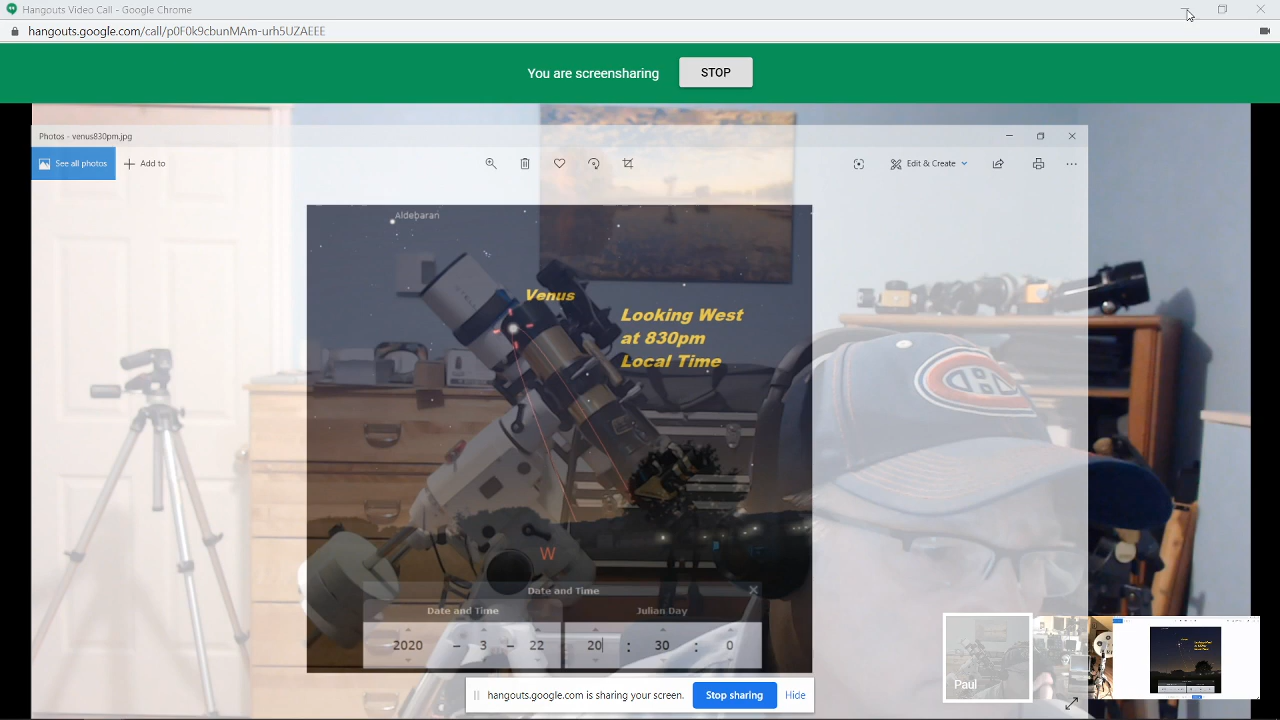 Hangouts Video Call - Google Chrome
hangouts.google.com/call/p0F0k9cbunMAm-urh5UZAEEE
You are screensharing STOP
Photos - venus830pm.jpg
See all photos Add to Edit & Create
Aldebaran
Venus
Looking West
at 830pm
Local Time
W
Date and Time
Date and Time Julian Day
2020 - 3 - 22 20 : 30 : 0
Paul
uts.google.com is sharing your screen. Stop sharing Hide